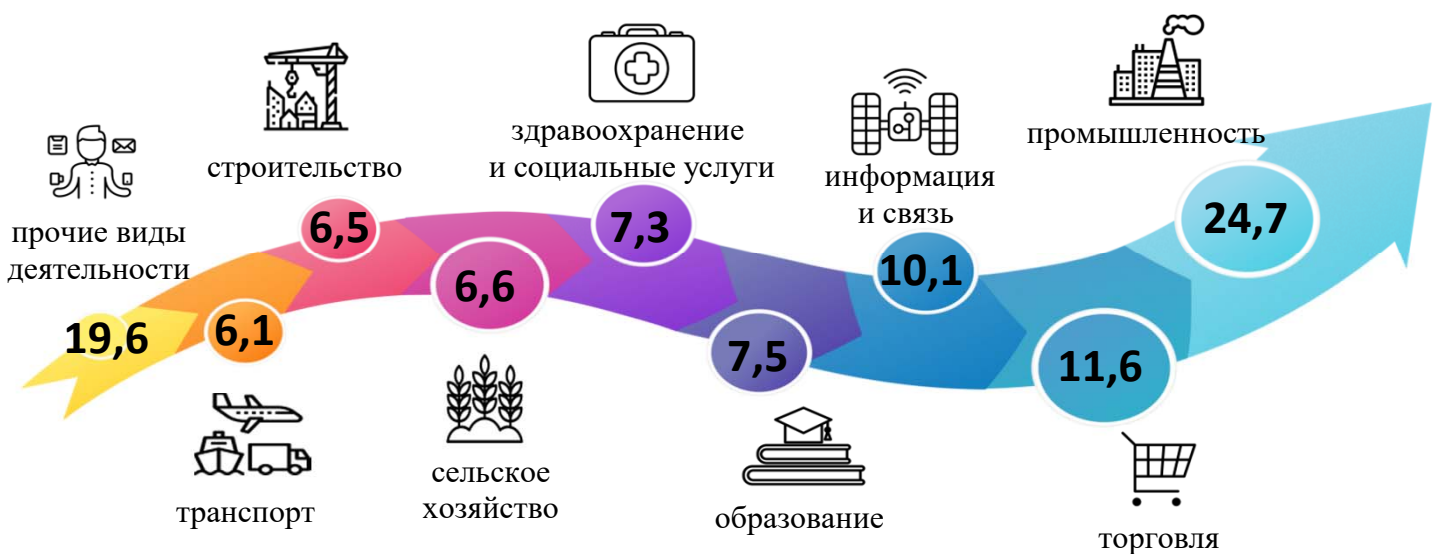 прочие виды
деятельности
19,6
6,1
транспорт
строительство
6,5
6,6
сельское
хозяйство
здравоохранение
и социальные услуги
7,3
7,5
образование
информация
и связь
10,1
11,6
торговля
промышленность
24,7